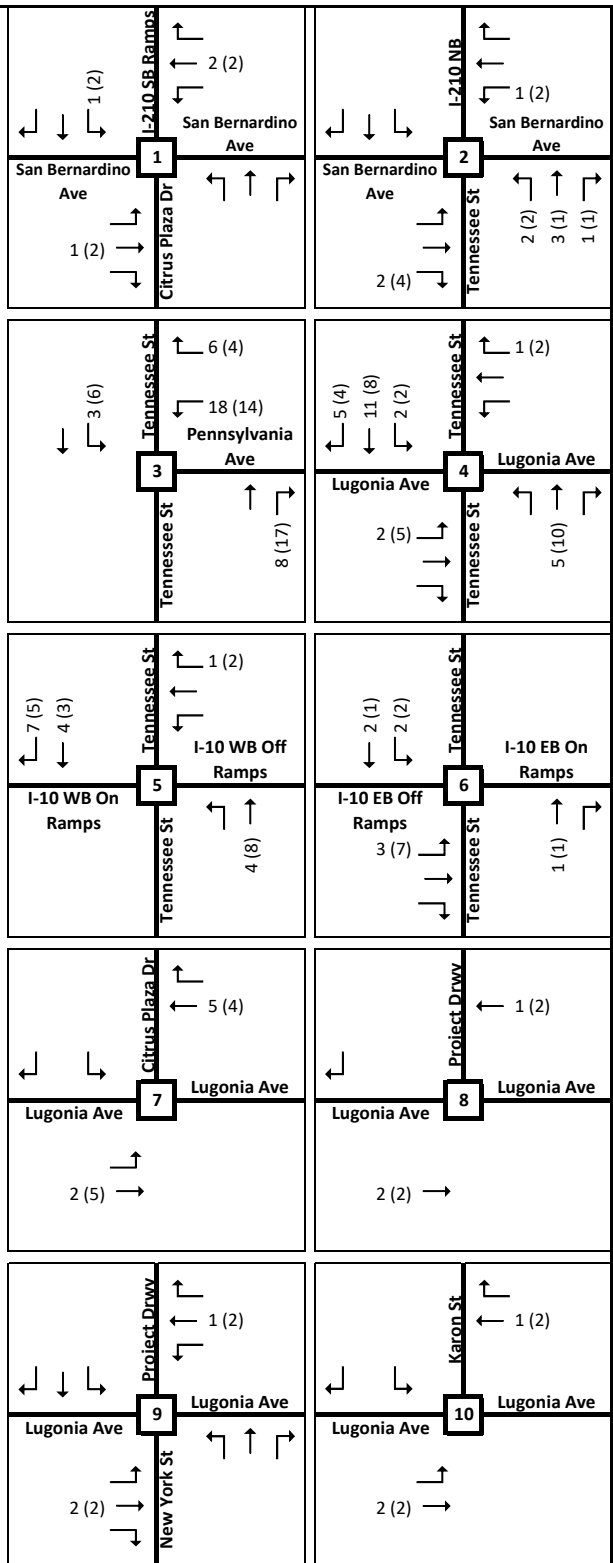 1 (2)
I-210 SB Ramps
2 (2)
San Bernardino
Ave
1
San Bernardino
Ave
1 (2)
Citrus Plaza Dr
I-210 NB
1 (2)
San Bernardino
Ave
2
San Bernardino
Ave
2 (4)
Tennessee St
2 (2)
3 (1)
1 (1)
3 (6)
Tennessee St
6 (4)
18 (14)
Pennsylvania
Ave
3
Tennessee St
8 (17)
5 (4)
11 (8)
2 (2)
Tennessee St
1 (2)
4
Lugonia Ave
Lugonia Ave
2 (5)
Tennessee St
5 (10)
7 (5)
4 (3)
Tennessee St
1 (2)
I-10 WB Off
Ramps
5
I-10 WB On
Ramps
Tennessee St
4 (8)
2 (1)
2 (2)
Tennessee St
I-10 EB On
Ramps
6
I-10 EB Off
Ramps
3 (7)
Tennessee St
1 (1)
Citrus Plaza Dr
5 (4)
7
Lugonia Ave
Lugonia Ave
2 (5)
Project Drwy
1 (2)
8
Lugonia Ave
Lugonia Ave
2 (2)
Project Drwy
1 (2)
9
Lugonia Ave
Lugonia Ave
2 (2)
New York St
Karon St
1 (2)
10
Lugonia Ave
Lugonia Ave
2 (2)